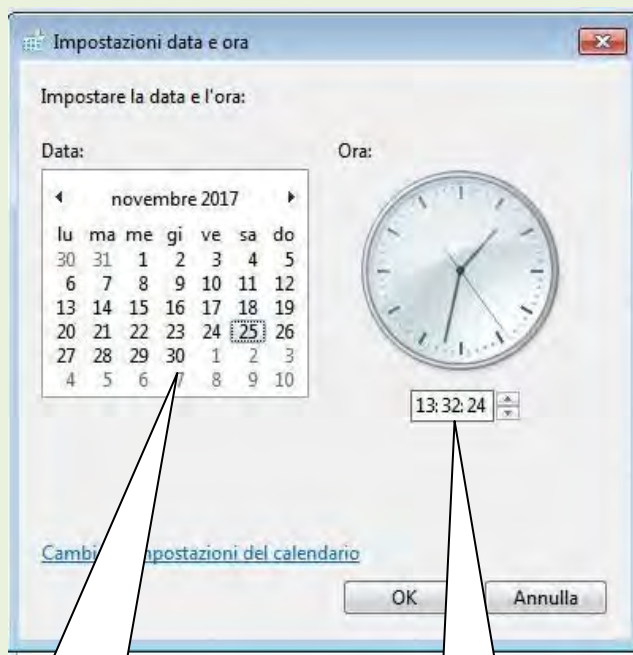 Impostazioni data e ora
Impostare la data e l'ora:
Data:
Ora:
novembre 2017
lu ma me gi ve sa do
30 31 1 2 3 4 5
6 7 8 9 10 11 12
13 14 15 16 17 18 19
20 21 22 23 24 25 26
27 28 29 30 1 2 3
4 5 6 7 8 9 10
13:32:24
Cambi postazioni del calendario
OK
Annulla